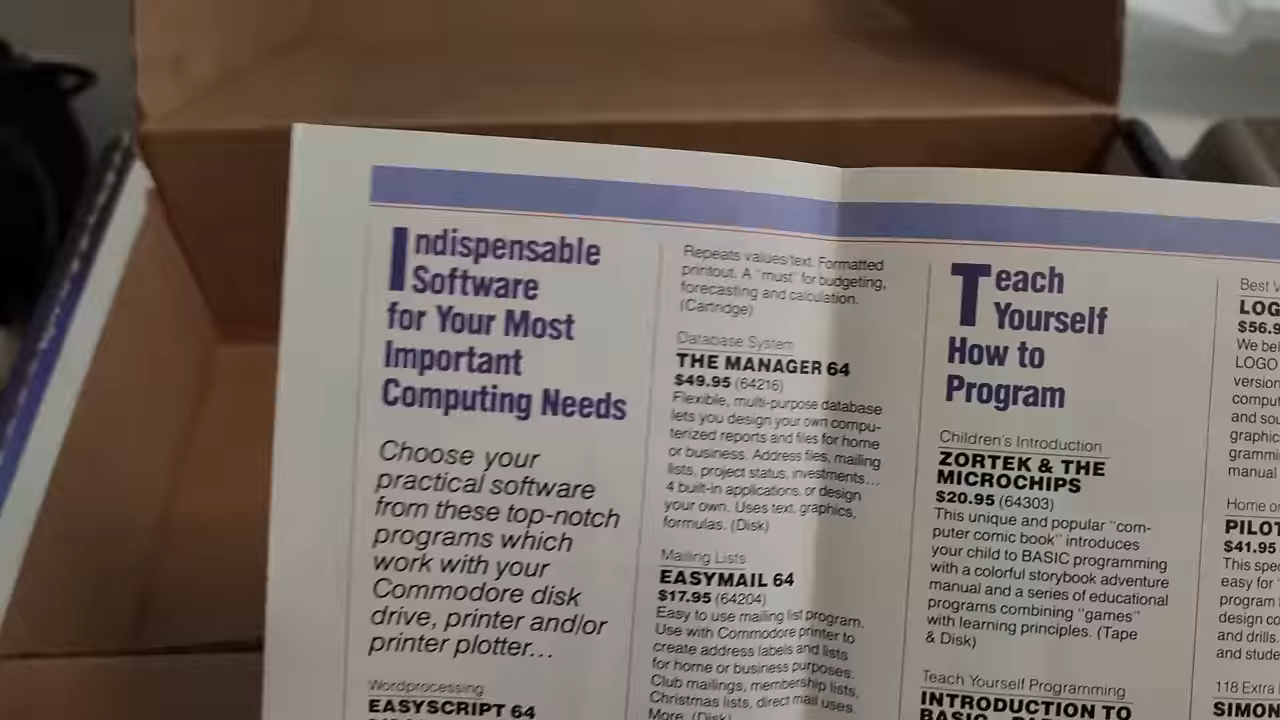 Indispensable
Software
for Your Most
Important
Computing Needs
Choose your
practical software
from these top-notch
programs which
work with your
Commodore disk
drive, printer and/or
printer plotter...
Wordprocessing
EASYSCRIPT 64
Repeats values/text. Formatted
printout. A "must" for budgeting,
forecasting and calculation.
(Cartridge)
Database System
THE MANAGER 64
$49.95 (64216)
Flexible, multi-purpose database
lets you design your own compu-
terized reports and files for home
or business. Address files, mailing
lists, project status, investments...
4 built-in applications, or design
your own. Uses text, graphics,
formulas. (Disk)
Mailing Lists
EASYMAIL 64
$17.95 (64204)
Easy to use mailing list program.
Use with Commodore printer to
create address labels and lists
for home or business purposes.
Club mailings, membership lists,
Christmas lists, direct mail uses.
More. (Disk)
Teach
Yourself
How to
Program
Children's Introduction
ZORTEK & THE
MICROCHIPS
$20.95 (64303)
This unique and popular "com-
puter comic book" introduces
your child to BASIC programming
with a colorful storybook adventure
manual and a series of educational
programs combining "games"
with learning principles. (Tape
& Disk)
Teach Yourself Programming
INTRODUCTION TO
BASIC
Best
LOG
$56.9
We bel
LOGO
version
comput
and sou
graphic
grammi
manual
Home or
PILOT
$41.95
This spec
easy for
program
design co
and drills.
and stude
118 Extra
SIMON